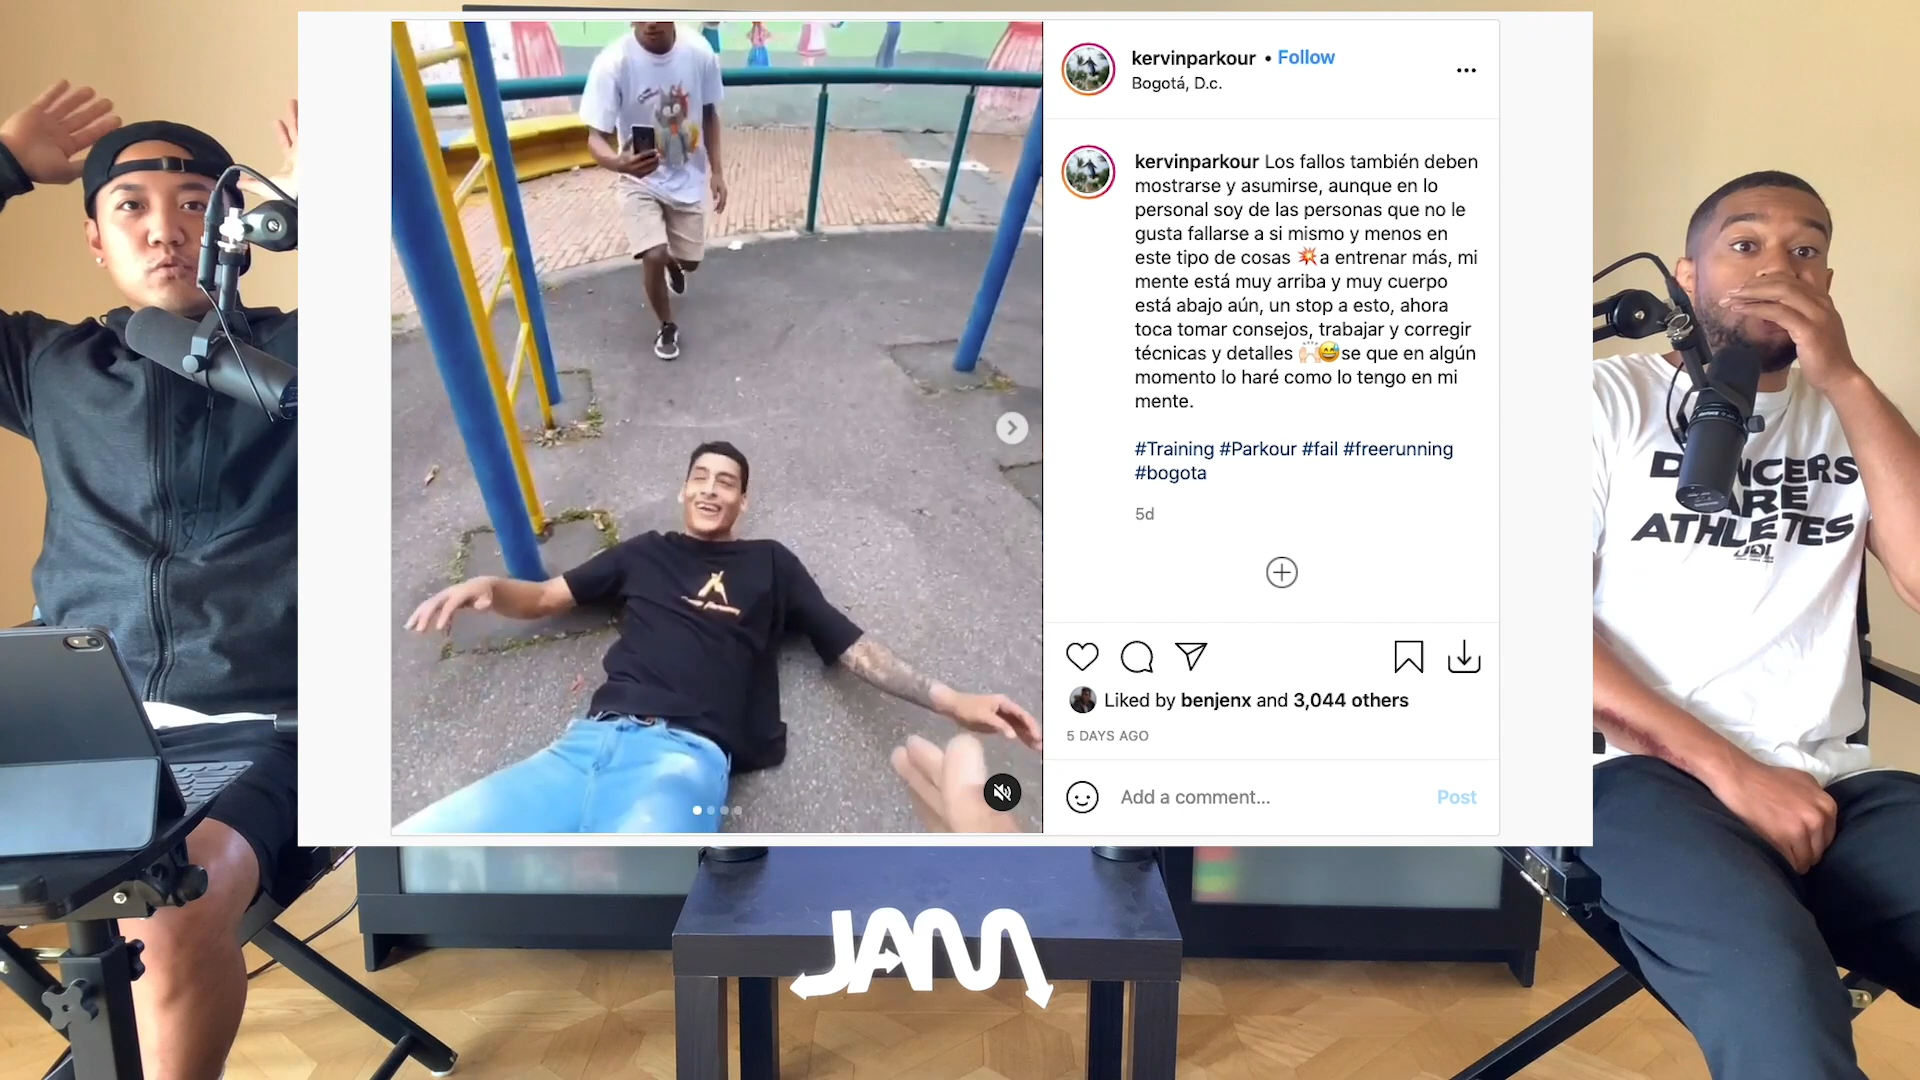 kervinparkour • Follow
Bogotá, D.c.
kervinparkour Los fallos también deben
mostrarse y asumirse, aunque en lo
personal soy de las personas que no le
gusta fallarse a si mismo y menos en
este tipo de cosas 💥a entrenar más, mi
mente está muy arriba y muy cuerpo
está abajo aún, un stop a esto, ahora
toca tomar consejos, trabajar y corregir
técnicas y detalles 🙌🏻😅se que en algún
momento lo haré como lo tengo en mi
mente.
#Training #Parkour #fail #freerunning
#bogota
5d
Liked by benjenx and 3,044 others
5 DAYS AGO
Add a comment... Post
DANCERS
ARE
ATHLETES
JAM